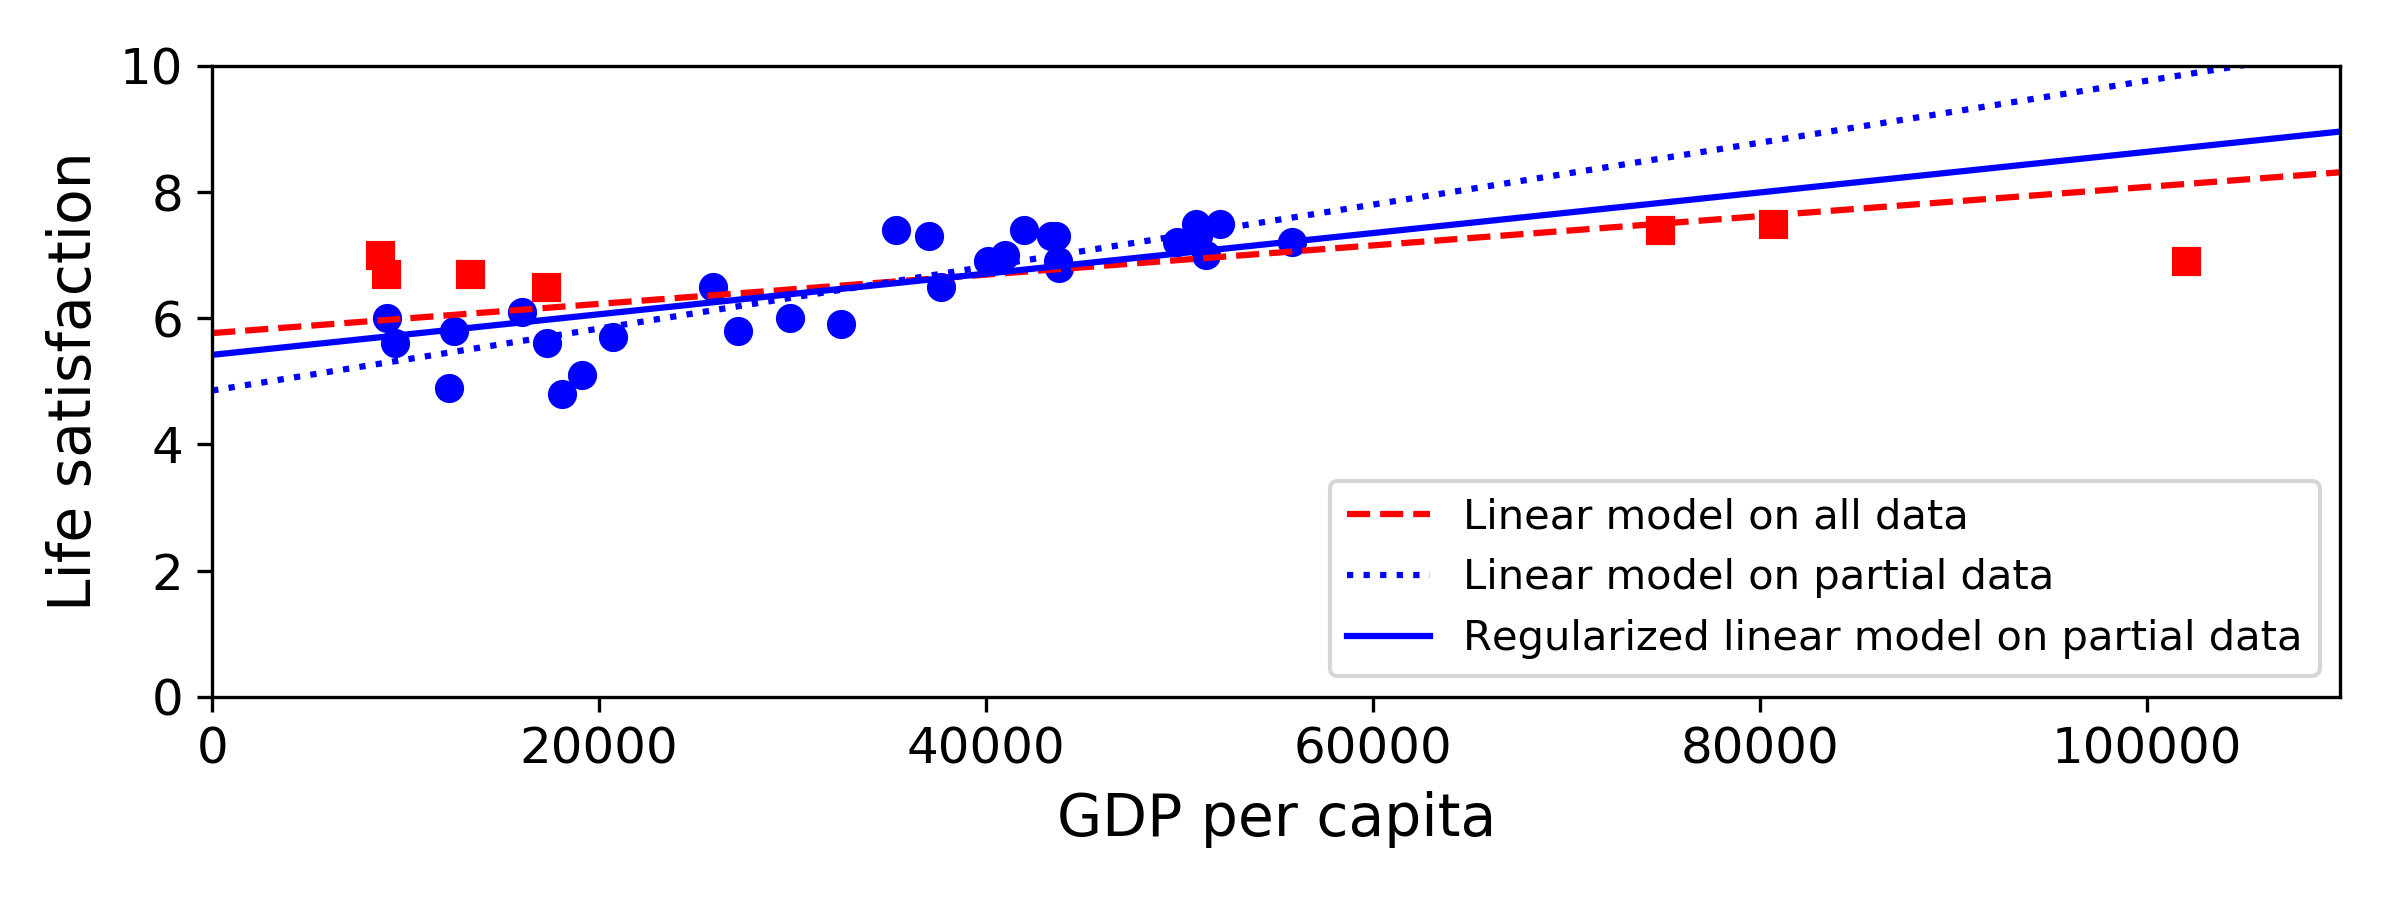 10
8
6
4
2
0
Life satisfaction
Linear model on all data
Linear model on partial data
Regularized linear model on partial data
0 20000 40000 60000 80000 100000
GDP per capita